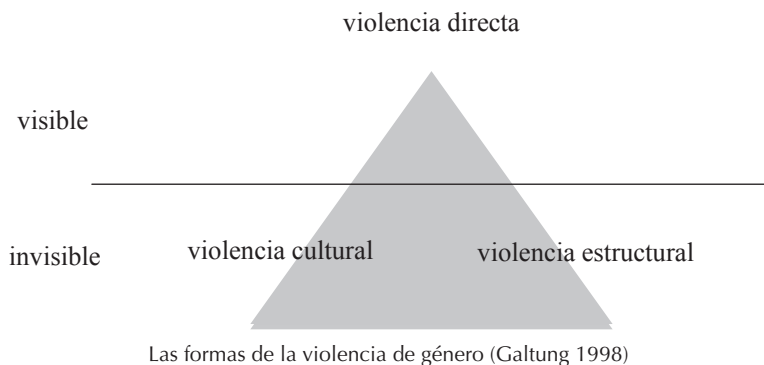 violencia directa
visible
invisible
violencia cultural
violencia estructural
Las formas de la violencia de género (Galtung 1998)